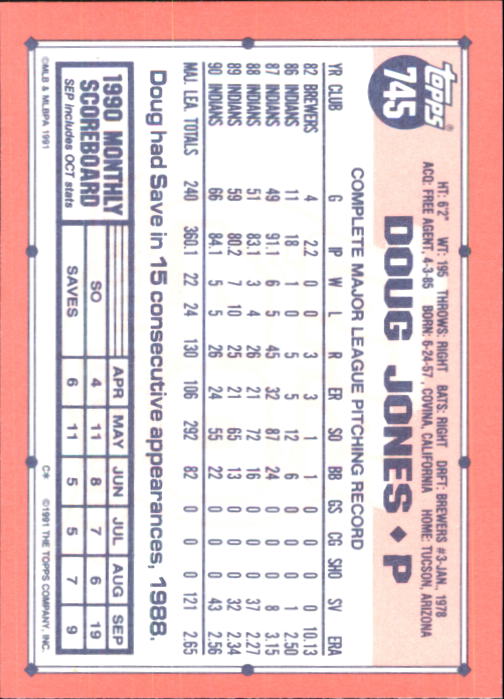 topps®
745
HT: 6'2" WT: 195 THROWS: RIGHT BATS: RIGHT DRFT: BREWERS #3-JAN., 1978
ACQ: FREE AGENT, 4-3-85 BORN: 6-24-57, COVINA, CALIFORNIA HOME: TUCSON, ARIZONA
DOUG JONES ◆ P
COMPLETE MAJOR LEAGUE PITCHING RECORD
YR CLUB G IP W L R ER SO BB GS CG SHO SV ERA
82 BREWERS 4 2.2 0 0 3 3 1 1 0 0 0 0 10.13
86 INDIANS 11 18 1 0 5 5 12 6 0 0 0 1 2.50
87 INDIANS 49 91.1 6 5 45 32 87 24 0 0 0 8 3.15
88 INDIANS 51 83.1 3 4 26 21 72 16 0 0 0 37 2.27
89 INDIANS 59 80.2 7 10 25 21 65 13 0 0 0 32 2.34
90 INDIANS 66 84.1 5 5 26 24 55 22 0 0 0 43 2.56
MAJ. LEA. TOTALS 240 360.1 22 24 130 106 292 82 0 0 0 121 2.65
Doug had Save in 15 consecutive appearances, 1988.
1990 MONTHLY SCOREBOARD
SEP includes OCT stats
APR MAY JUN JUL AUG SEP
SO 4 11 8 7 6 19
SAVES 6 11 5 5 7 9
©MLB & MLBPA 1991 C* ©1991 THE TOPPS COMPANY, INC.